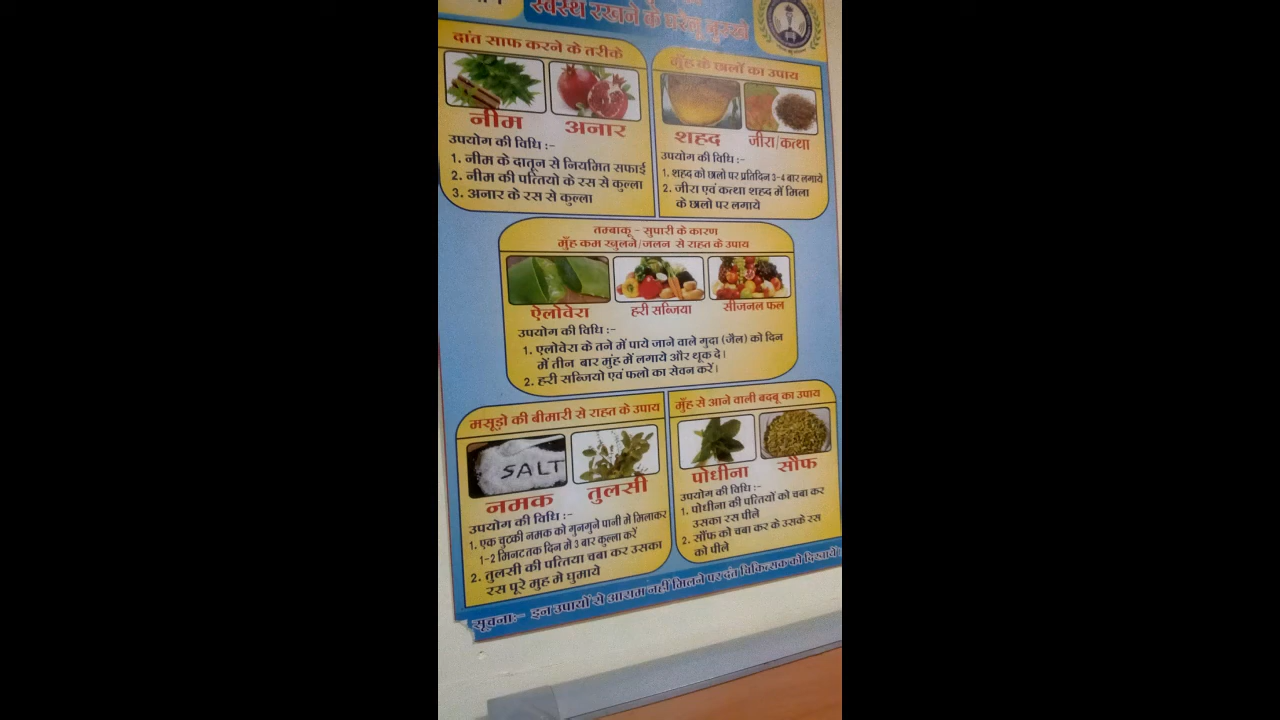 स्वस्थ रखने के घरेलू नुस्खे
दांत साफ करने के तरीके
नीम
अनार
उपयोग की विधि :-
1. नीम के दातून से नियमित सफाई
2. नीम की पत्तियो के रस से कुल्ला
3. अनार के रस से कुल्ला
मुँह के छालों का उपाय
शहद
जीरा/कत्था
उपयोग की विधि :-
1. शहद को छालो पर प्रतिदिन 3-4 बार लगाये
2. जीरा एवं कत्था शहद में मिला
के छालो पर लगाये
तम्बाकू - सुपारी के कारण
मुँह कम खुलने/जलन से राहत के उपाय
ऐलोवेरा
हरी सब्जिया
सीजनल फल
उपयोग की विधि :-
1. एलोवेरा के तने में पाये जाने वाले गुदा (जैल) को दिन
में तीन बार मुंह में लगाये और थूक दे।
2. हरी सब्जियो एवं फलो का सेवन करें।
मसूड़ो की बीमारी से राहत के उपाय
SALT
नमक
तुलसी
उपयोग की विधि :-
1. एक चुटकी नमक को गुनगुने पानी मे मिलाकर
1-2 मिनट तक दिन मे 3 बार कुल्ला करें
2. तुलसी की पत्तिया चबा कर उसका
रस पूरे मुह मे घुमाये
मुँह से आने वाली बदबू का उपाय
पोधीना
सौफ
उपयोग की विधि :-
1. पोधीना की पत्तियों को चबा कर
उसका रस पीले
2. सौंफ को चबा कर के उसके रस
को पीले
सूचना:- इन उपायों से आराम नहीं मिलने पर दंत चिकित्सक को दिखायें।